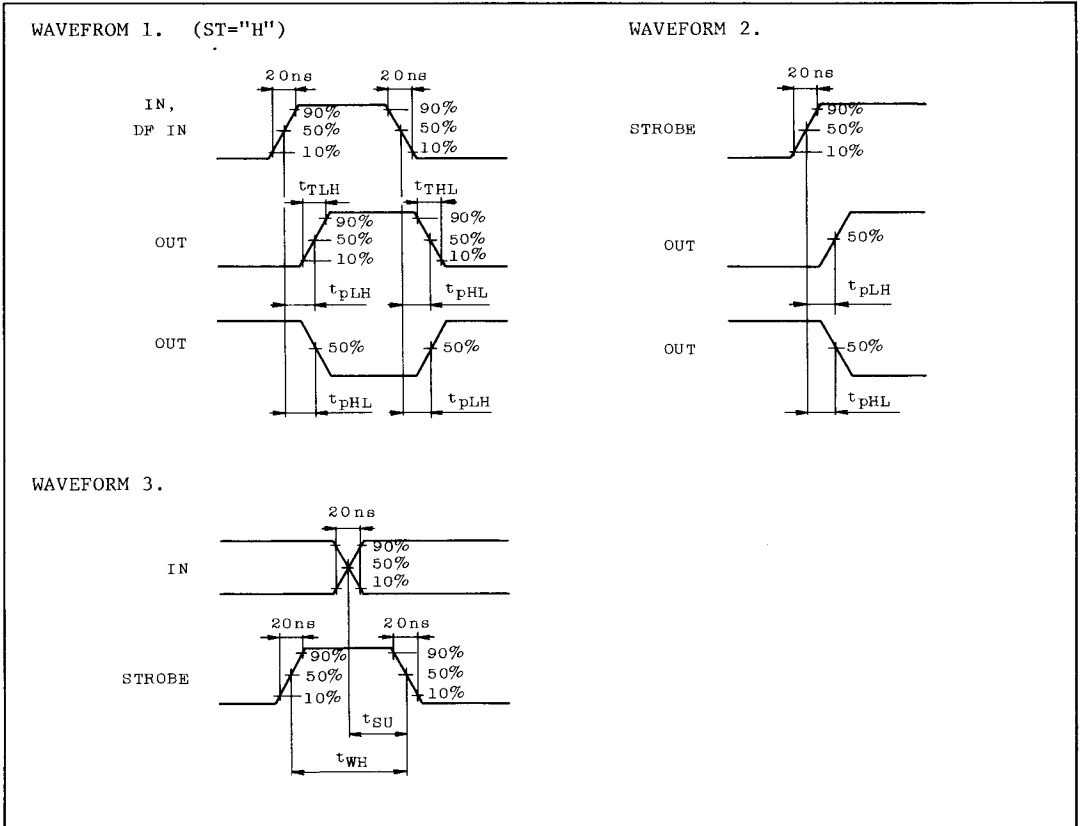 WAVEFROM 1. (ST="H")
20ns 20ns
IN,
DF IN
90% 90%
50% 50%
10% 10%
tTLH tTHL
OUT
90% 90%
50% 50%
10% 10%
tpLH tpHL
OUT
50% 50%
tpHL tpLH
WAVEFORM 2.
20ns
STROBE
90%
50%
10%
OUT
50%
tpLH
OUT
50%
tpHL
WAVEFORM 3.
20ns
IN
90%
50%
10%
20ns 20ns
STROBE
90% 90%
50% 50%
10% 10%
tSU
tWH